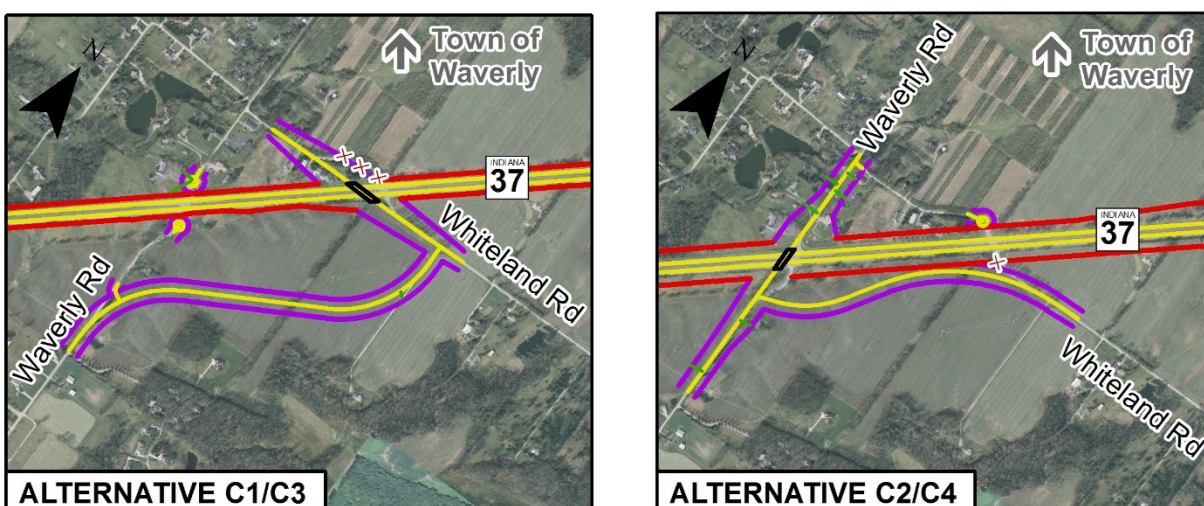 N
Town of
Waverly
INDIANA
37
Whiteland Rd
Waverly Rd
ALTERNATIVE C1/C3
N
Waverly Rd
Town of
Waverly
INDIANA
37
Whiteland Rd
ALTERNATIVE C2/C4